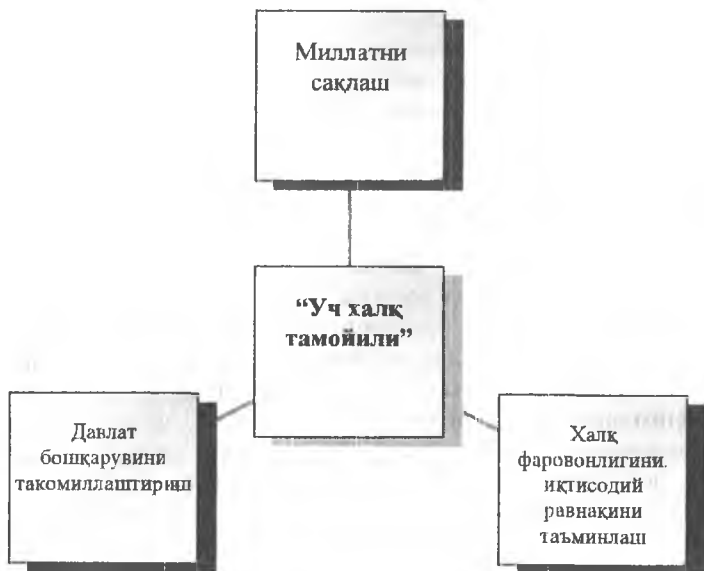 Миллатни
сақлаш
“Уч халқ
тамойили”
Давлат
бошқарувини
такомиллаштириш
Халқ
фаровонлигини.
иқтисодий
равнақини
таъминлаш